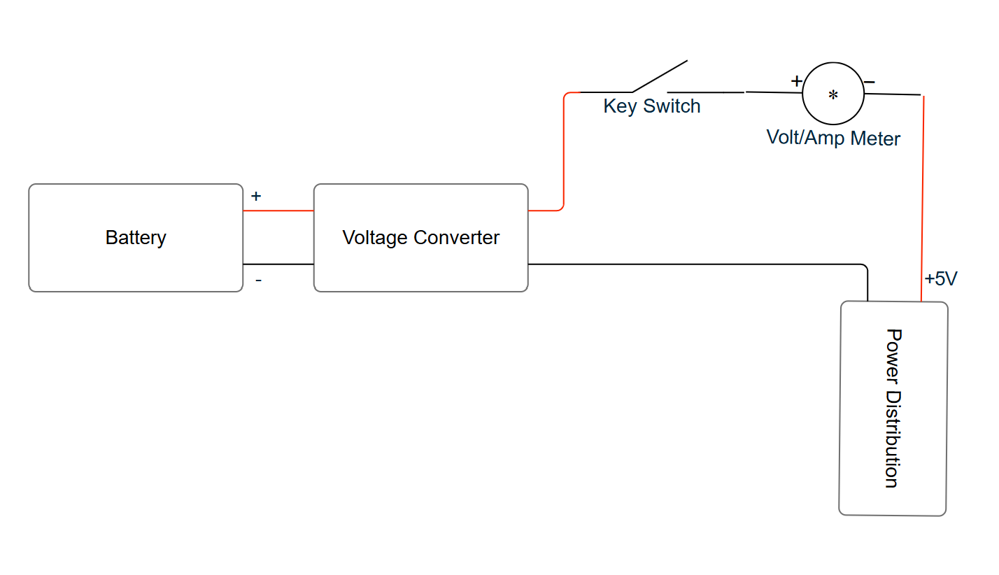 + * −
Key Switch
Volt/Amp Meter
+
Battery
Voltage Converter
-
+5V
Power Distribution